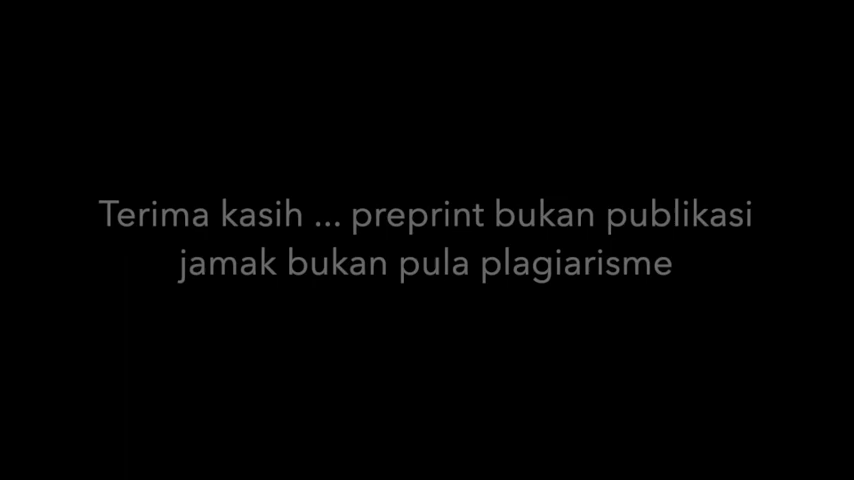 Terima kasih ... preprint bukan publikasi
jamak bukan pula plagiarisme